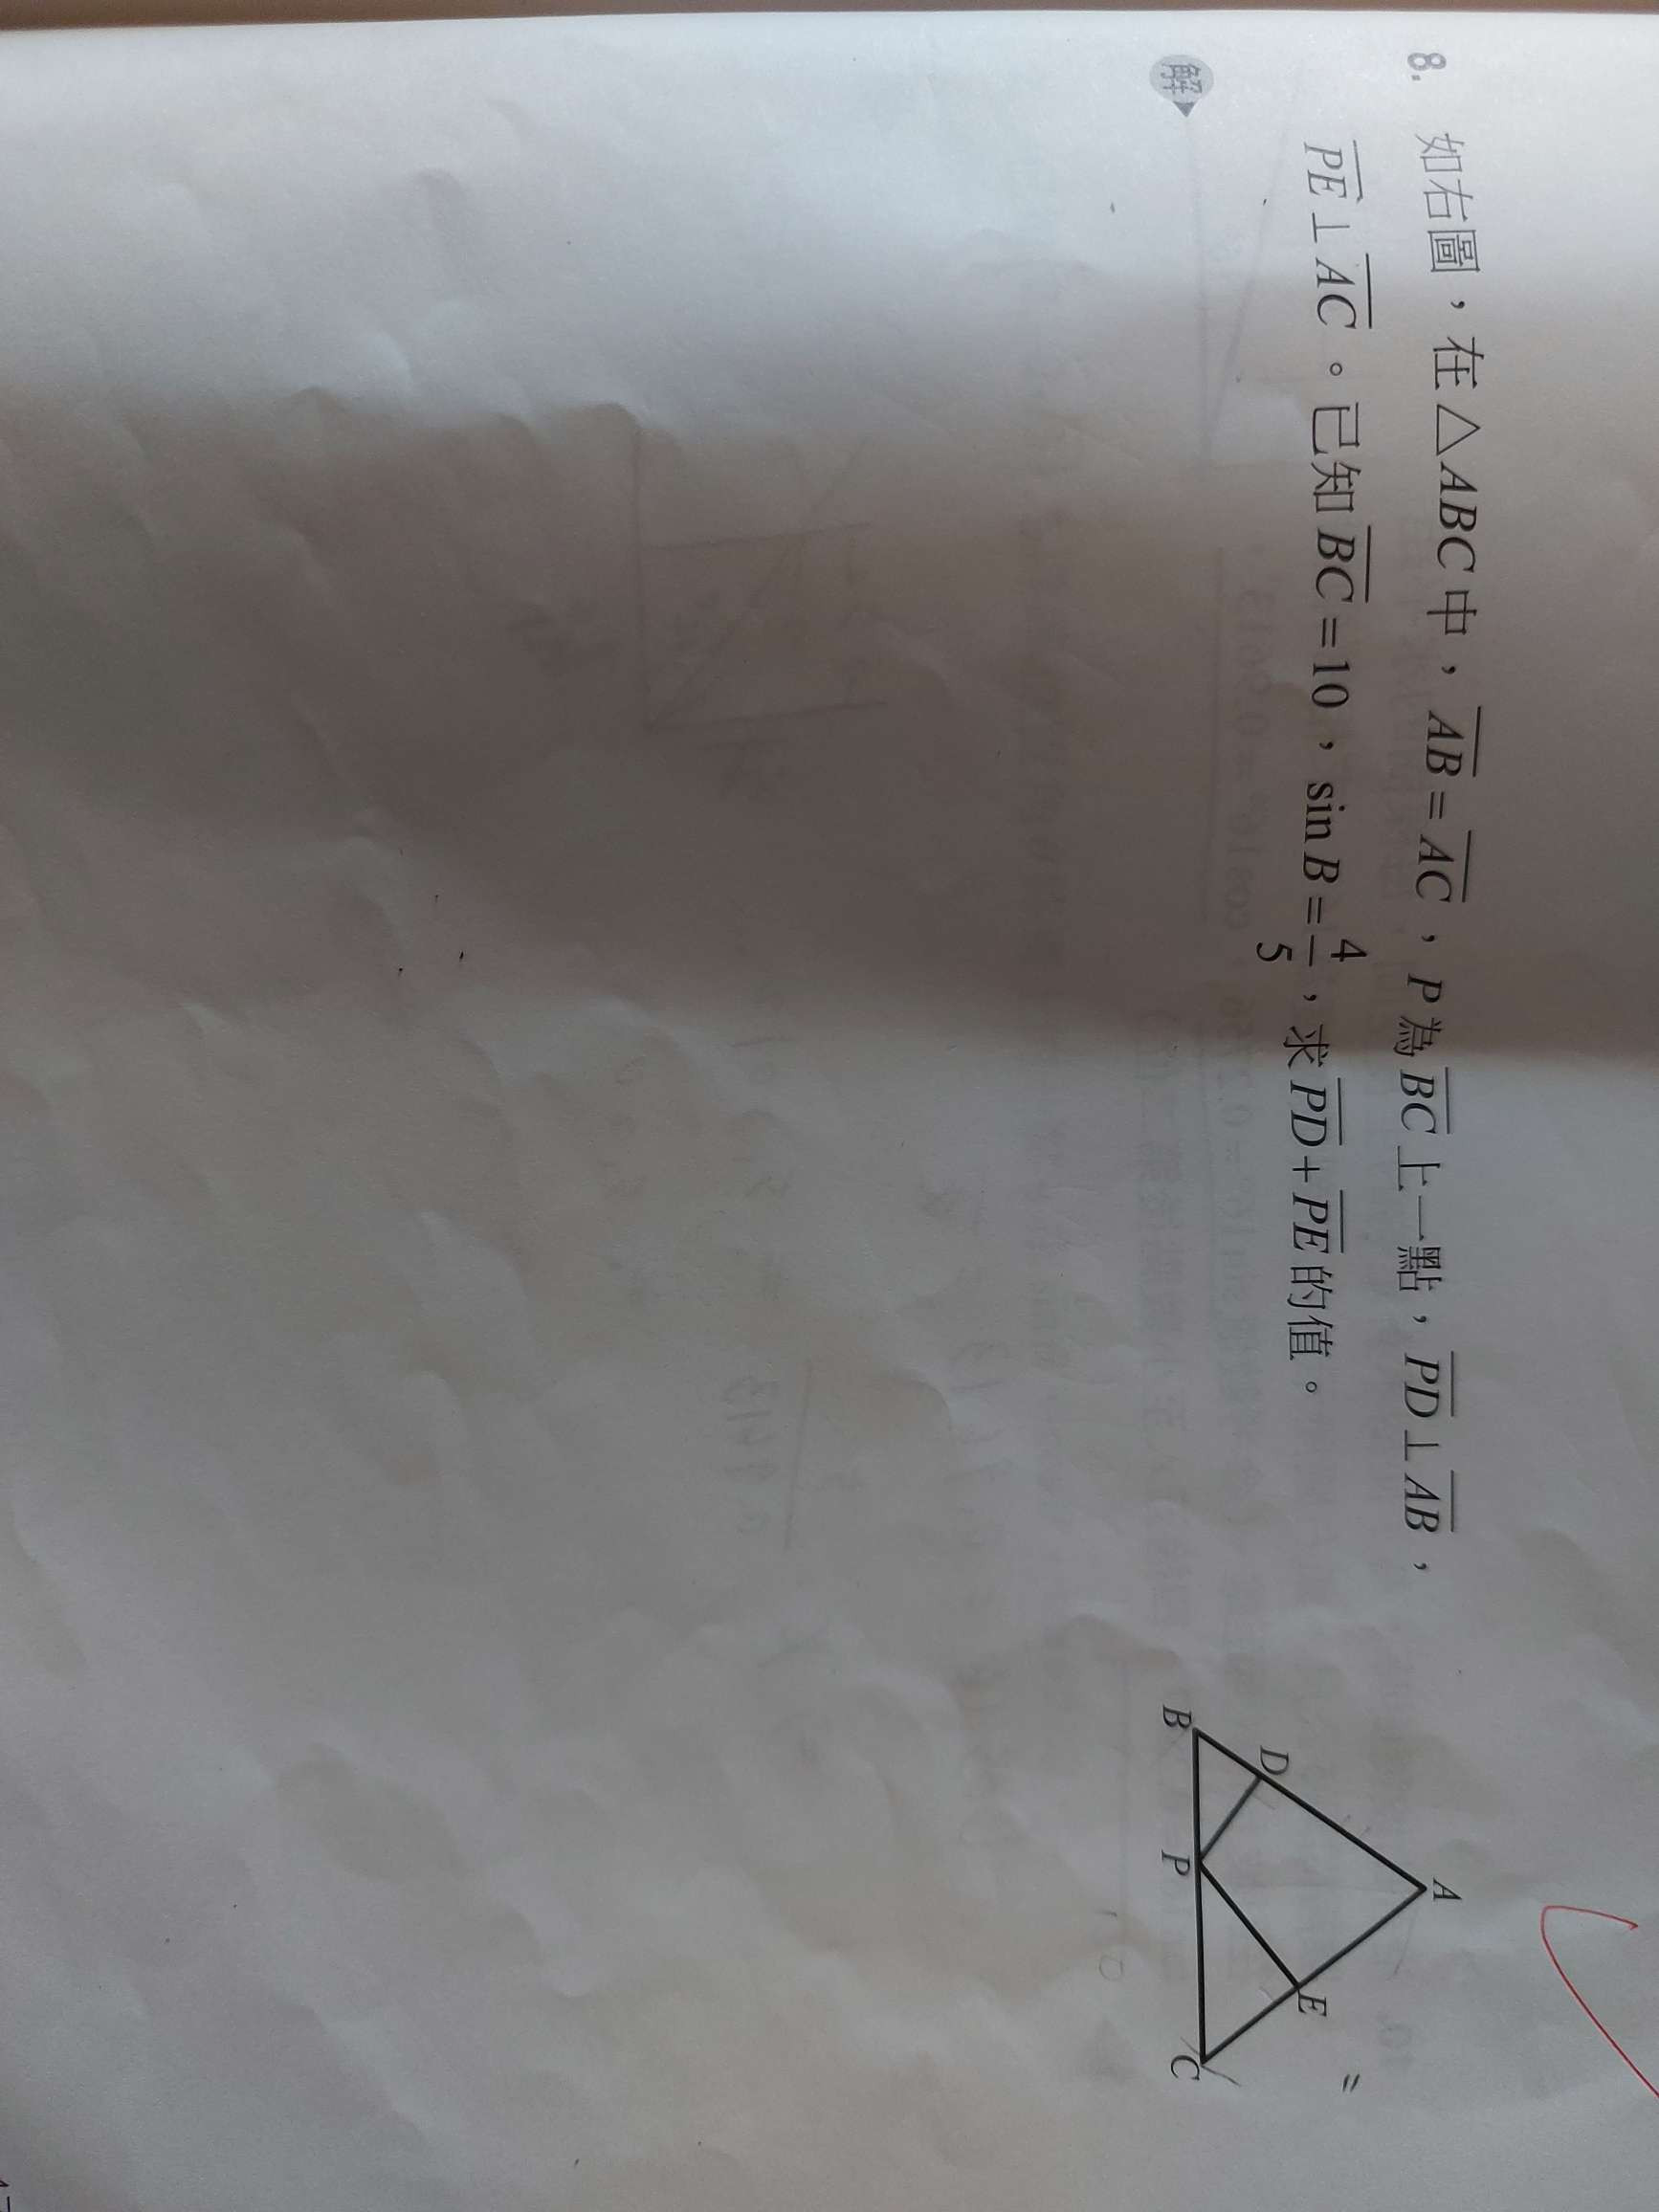 8. 如右圖，在△ABC中，AB=AC，P為BC上一點，PD⊥AB，
PE⊥AC。已知BC=10，sin B=4/5，求PD+PE的值。
解
A
D
E
B
P
C